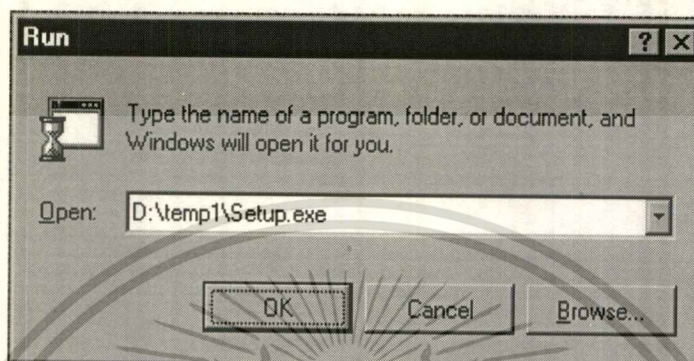 Run
Type the name of a program, folder, or document, and
Windows will open it for you.
Open: D:\temp1\Setup.exe
OK Cancel Browse...